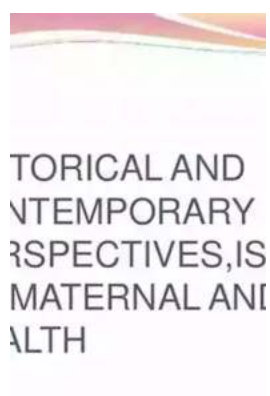 TORICAL AND
NTEMPORARY
RSPECTIVES,IS
MATERNAL AND
ALTH